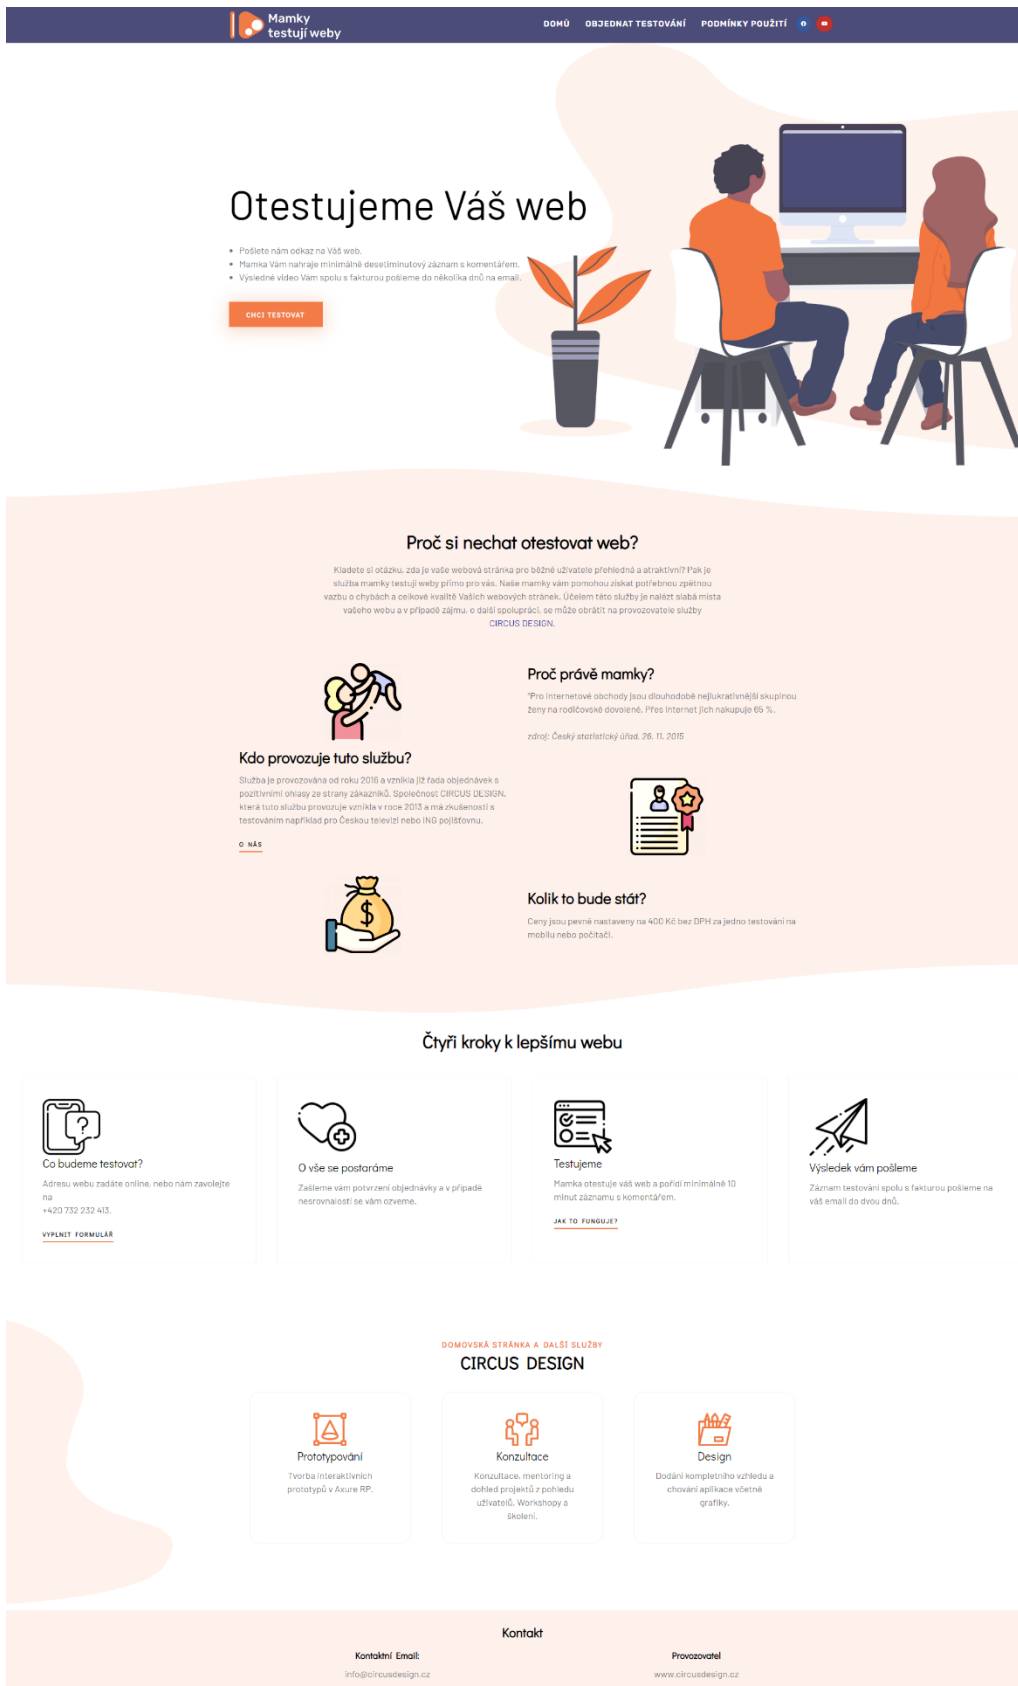 Mamky
testují weby
DOMŮ OBJEDNAT TESTOVÁNÍ PODMÍNKY POUŽITÍ
Otestujeme Váš web
Pošlete nám odkaz na Váš web.
Mamka Vám nahraje minimálně desetiminutový záznam s komentářem.
Výsledné video Vám spolu s fakturou pošleme do několika dnů na email.
CHCI TESTOVAT
Proč si nechat otestovat web?
Kladete si otázku, zda je vaše webová stránka pro běžné uživatele přehledná a atraktivní? Pak je
služba mamky testují weby přímo pro vás. Naše mamky vám pomohou získat potřebnou zpětnou
vazbu o chybách a celkové kvalitě Vašich webových stránek. Účelem této služby je nalézt slabá místa
vašeho webu a v případě zájmu, o další spolupráci, se může obrátit na provozovatele služby
CIRCUS DESIGN.
Proč právě mamky?
"Pro internetové obchody jsou dlouhodobě nejlukrativnější skupinou
ženy na rodičovské dovolené. Přes internet jich nakupuje 65 %.
zdroj: Český statistický úřad, 26. 11. 2015
Kdo provozuje tuto službu?
Služba je provozována od roku 2016 a vznikla již řada objednávek s
pozitivními ohlasy ze strany zákazníků. Společnost CIRCUS DESIGN,
která tuto službu provozuje vznikla v roce 2013 a má zkušenosti s
testováním například pro Českou televizi nebo ING pojišťovnu.
O NÁS
Kolik to bude stát?
Ceny jsou pevně nastaveny na 400 Kč bez DPH za jedno testování na
mobilu nebo počítači.
Čtyři kroky k lepšímu webu
Co budeme testovat?
Adresu webu zadáte online, nebo nám zavolejte
na
+420 732 232 413.
VYPLNIT FORMULÁŘ
O vše se postaráme
Zašleme vám potvrzení objednávky a v případě
nesrovnalostí se vám ozveme.
Testujeme
Mamka otestuje váš web a pořídí minimálně 10
minut záznamu s komentářem.
JAK TO FUNGUJE?
Výsledek vám pošleme
Záznam testování spolu s fakturou pošleme na
váš email do dvou dnů.
DOMOVSKÁ STRÁNKA A DALŠÍ SLUŽBY
CIRCUS DESIGN
Prototypování
Tvorba interaktivních
prototypů v Axure RP.
Konzultace
Konzultace, mentoring a
dohled projektů z pohledu
uživatelů. Workshopy a
školení.
Design
Dodání kompletního vzhledu a
chování aplikace včetně
grafiky.
Kontakt
Kontaktní Email:
info@circusdesign.cz
Provozovatel
www.circusdesign.cz